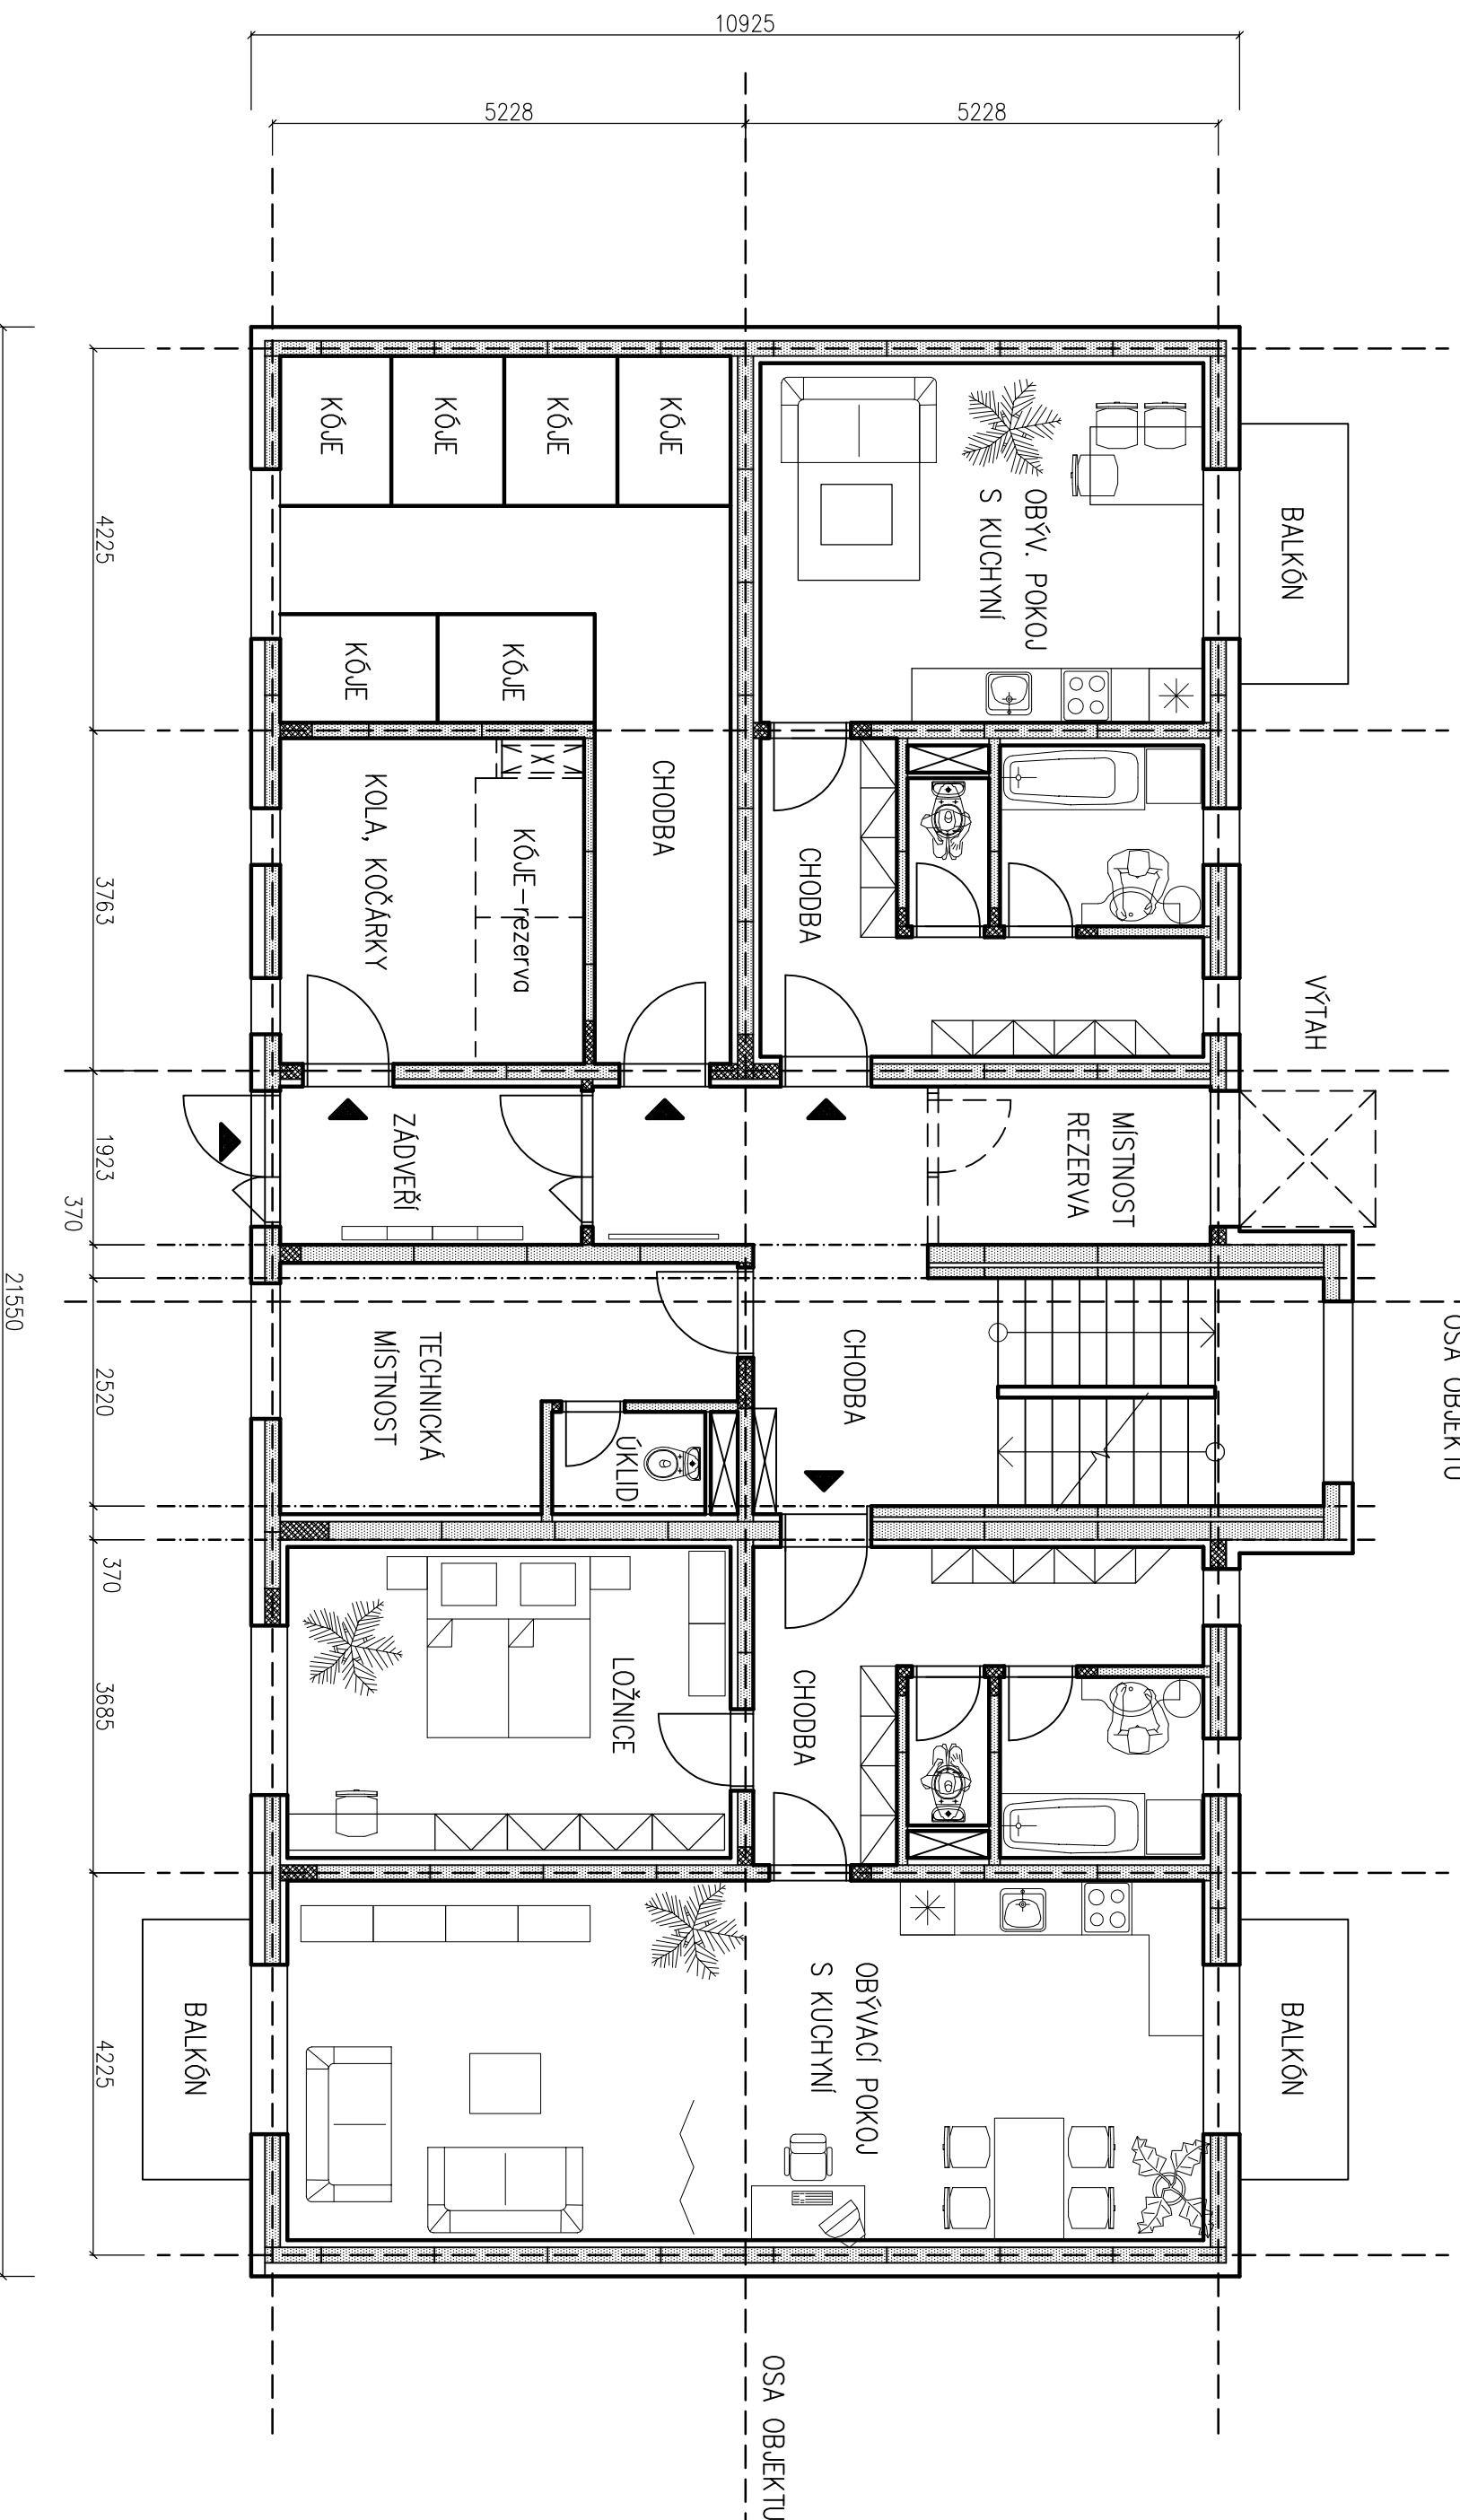 10925
5228
5228
KÓJE
KÓJE
KÓJE
KÓJE
OBÝV. POKOJ
S KUCHYNÍ
BALKÓN
4225
KÓJE
KÓJE
CHODBA
KOLA, KOČÁRKY
KÓJE-rezerva
CHODBA
3763
VÝTAH
ZÁDVEŘÍ
MÍSTNOST
REZERVA
1923
370
21550
TECHNICKÁ
MÍSTNOST
CHODBA
OSA OBJEKTU
2520
ÚKLID
370
LOŽNICE
CHODBA
3685
OBÝVACÍ POKOJ
S KUCHYNÍ
BALKÓN
BALKÓN
4225
OSA OBJEKTU